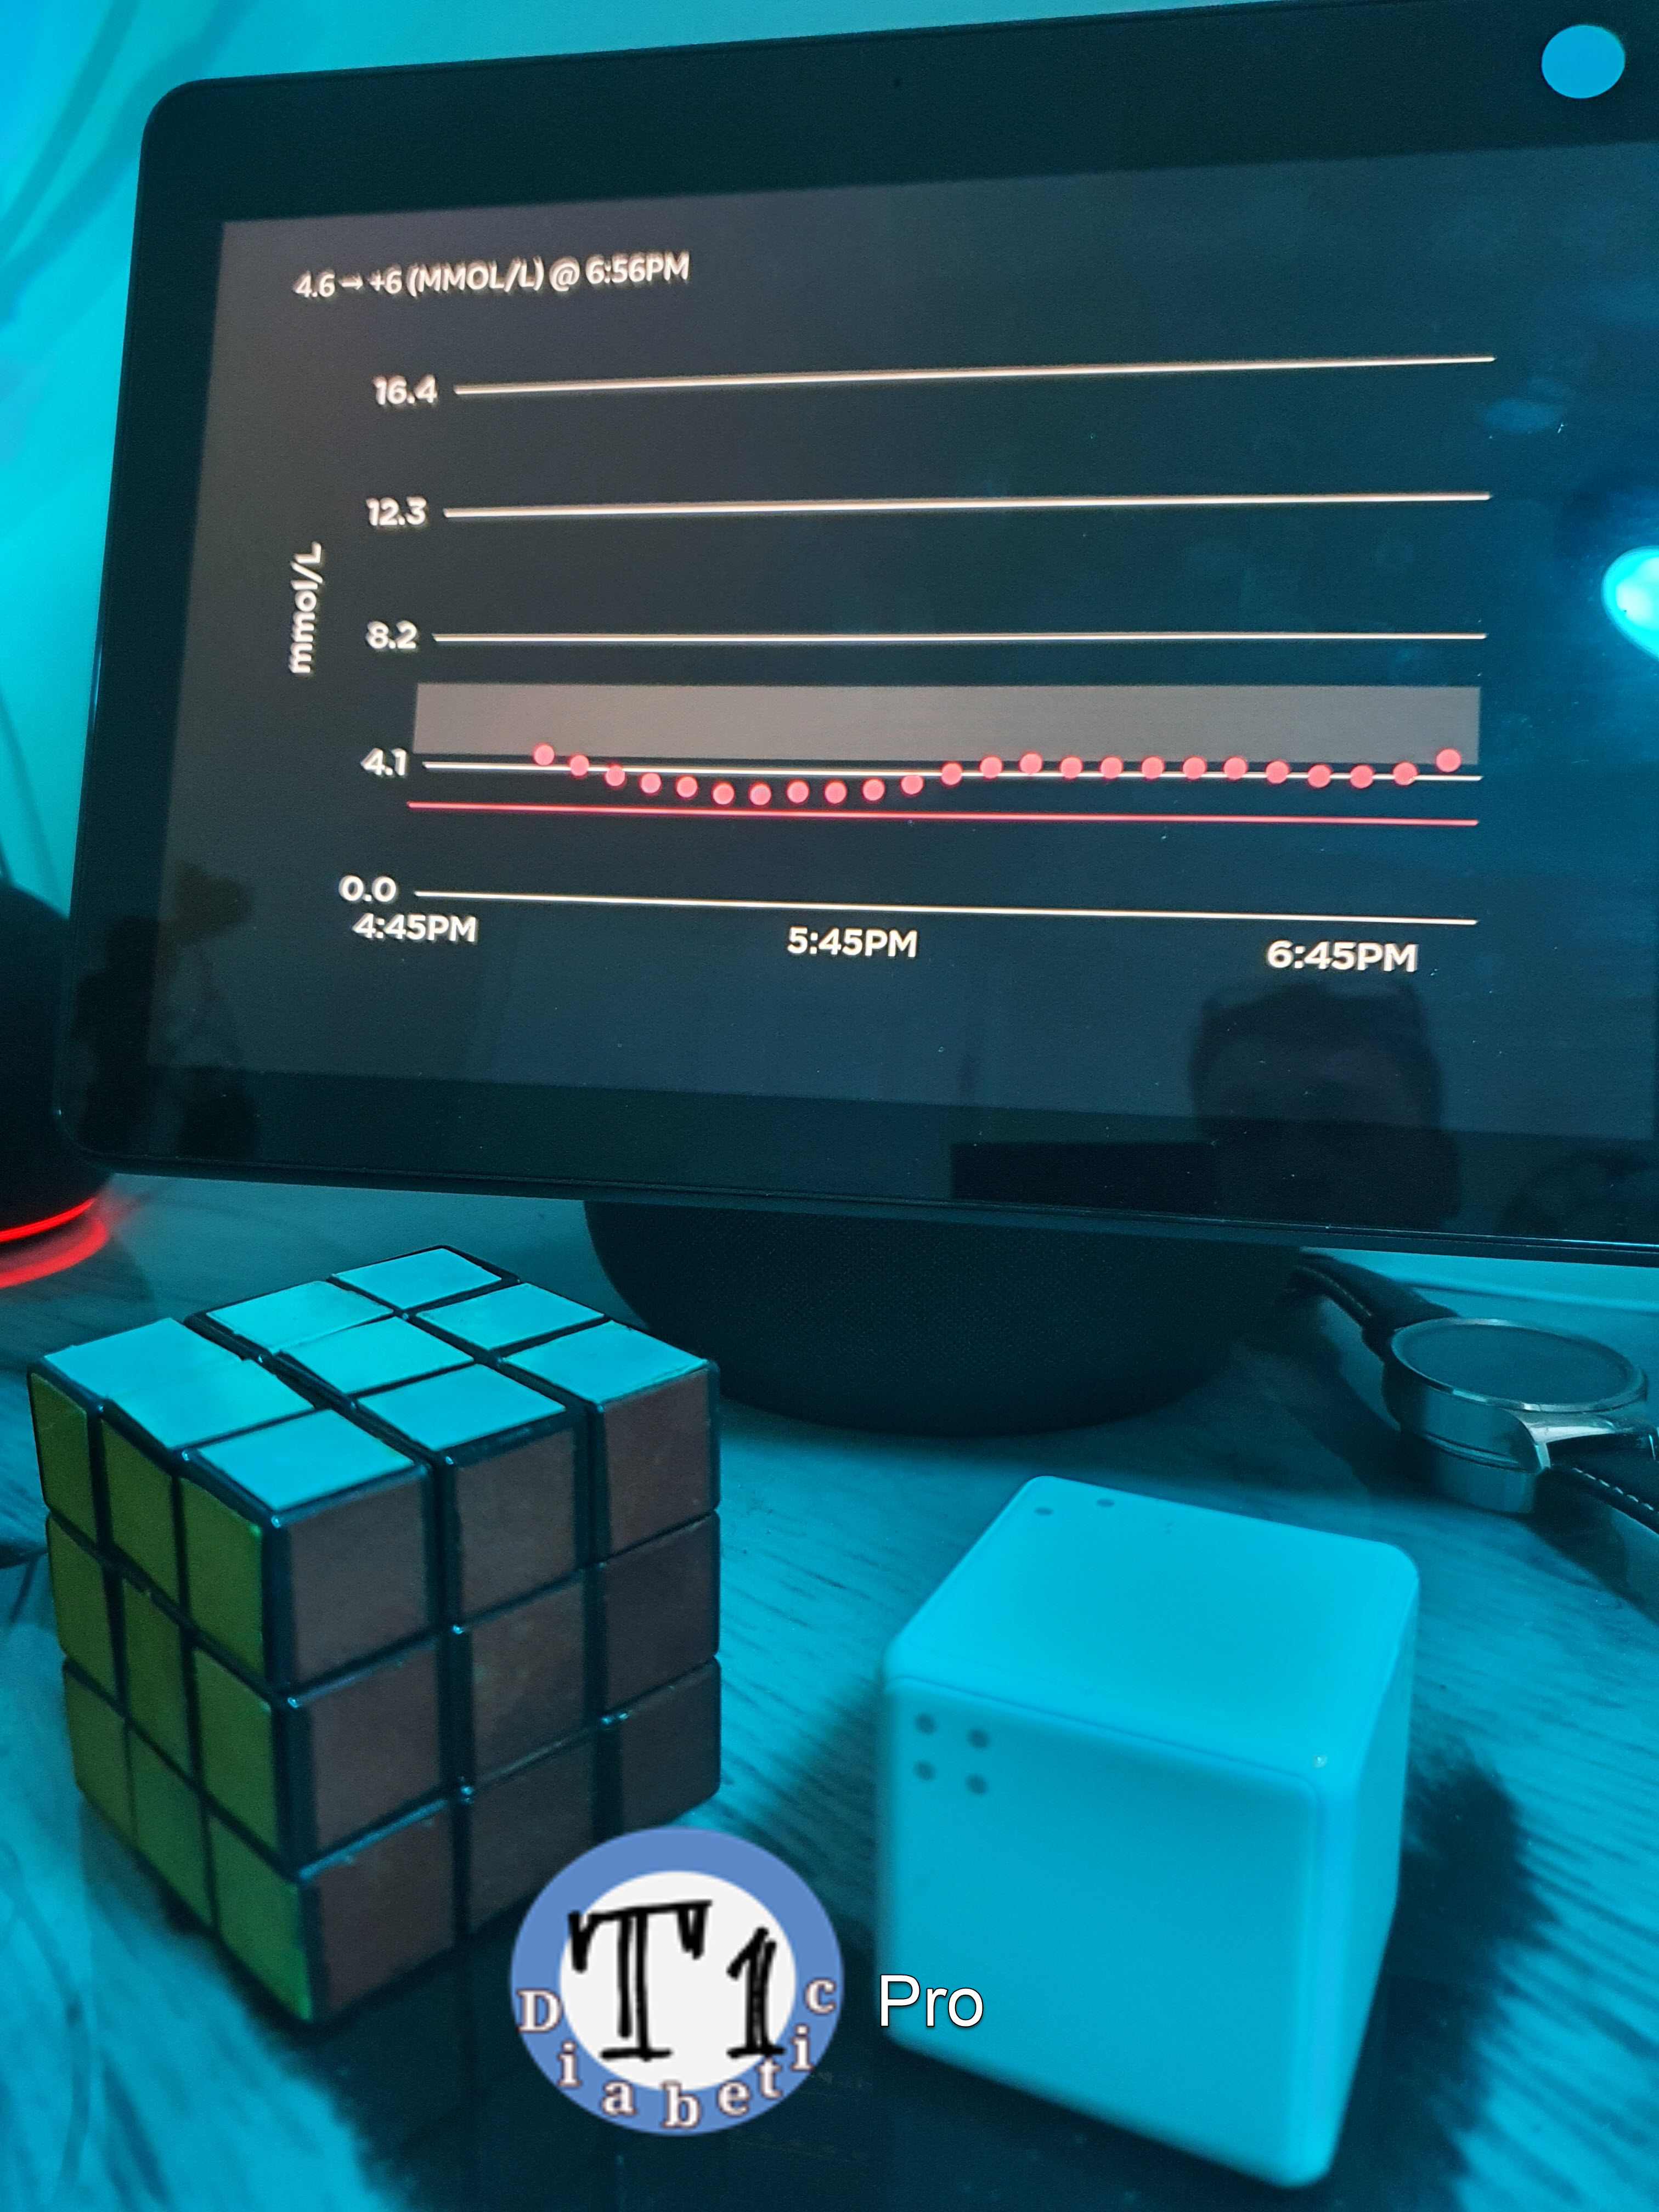 4.6 → +6 (MMOL/L) @ 6:56PM
16.4
12.3
mmol/L
8.2
4.1
0.0
4:45PM 5:45PM 6:45PM
T1
Diabetic
Pro